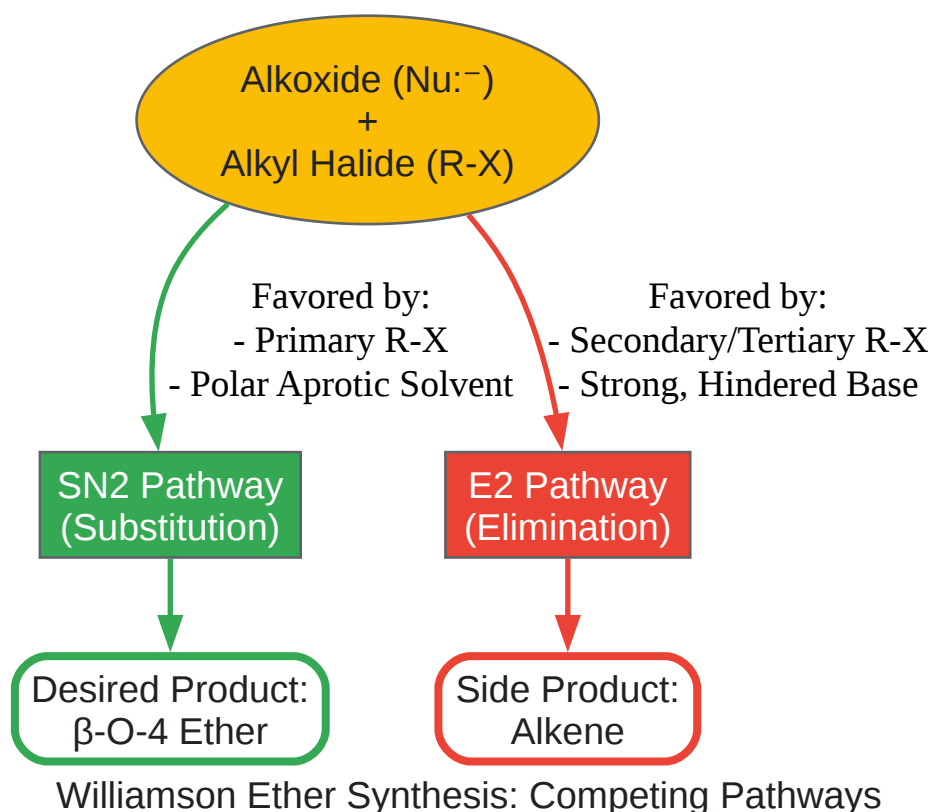 Alkoxide (Nu:⁻)
+
Alkyl Halide (R-X)
Favored by:
- Primary R-X
- Polar Aprotic Solvent
Favored by:
- Secondary/Tertiary R-X
- Strong, Hindered Base
SN2 Pathway
(Substitution)
E2 Pathway
(Elimination)
Desired Product:
β-O-4 Ether
Side Product:
Alkene
Williamson Ether Synthesis: Competing Pathways